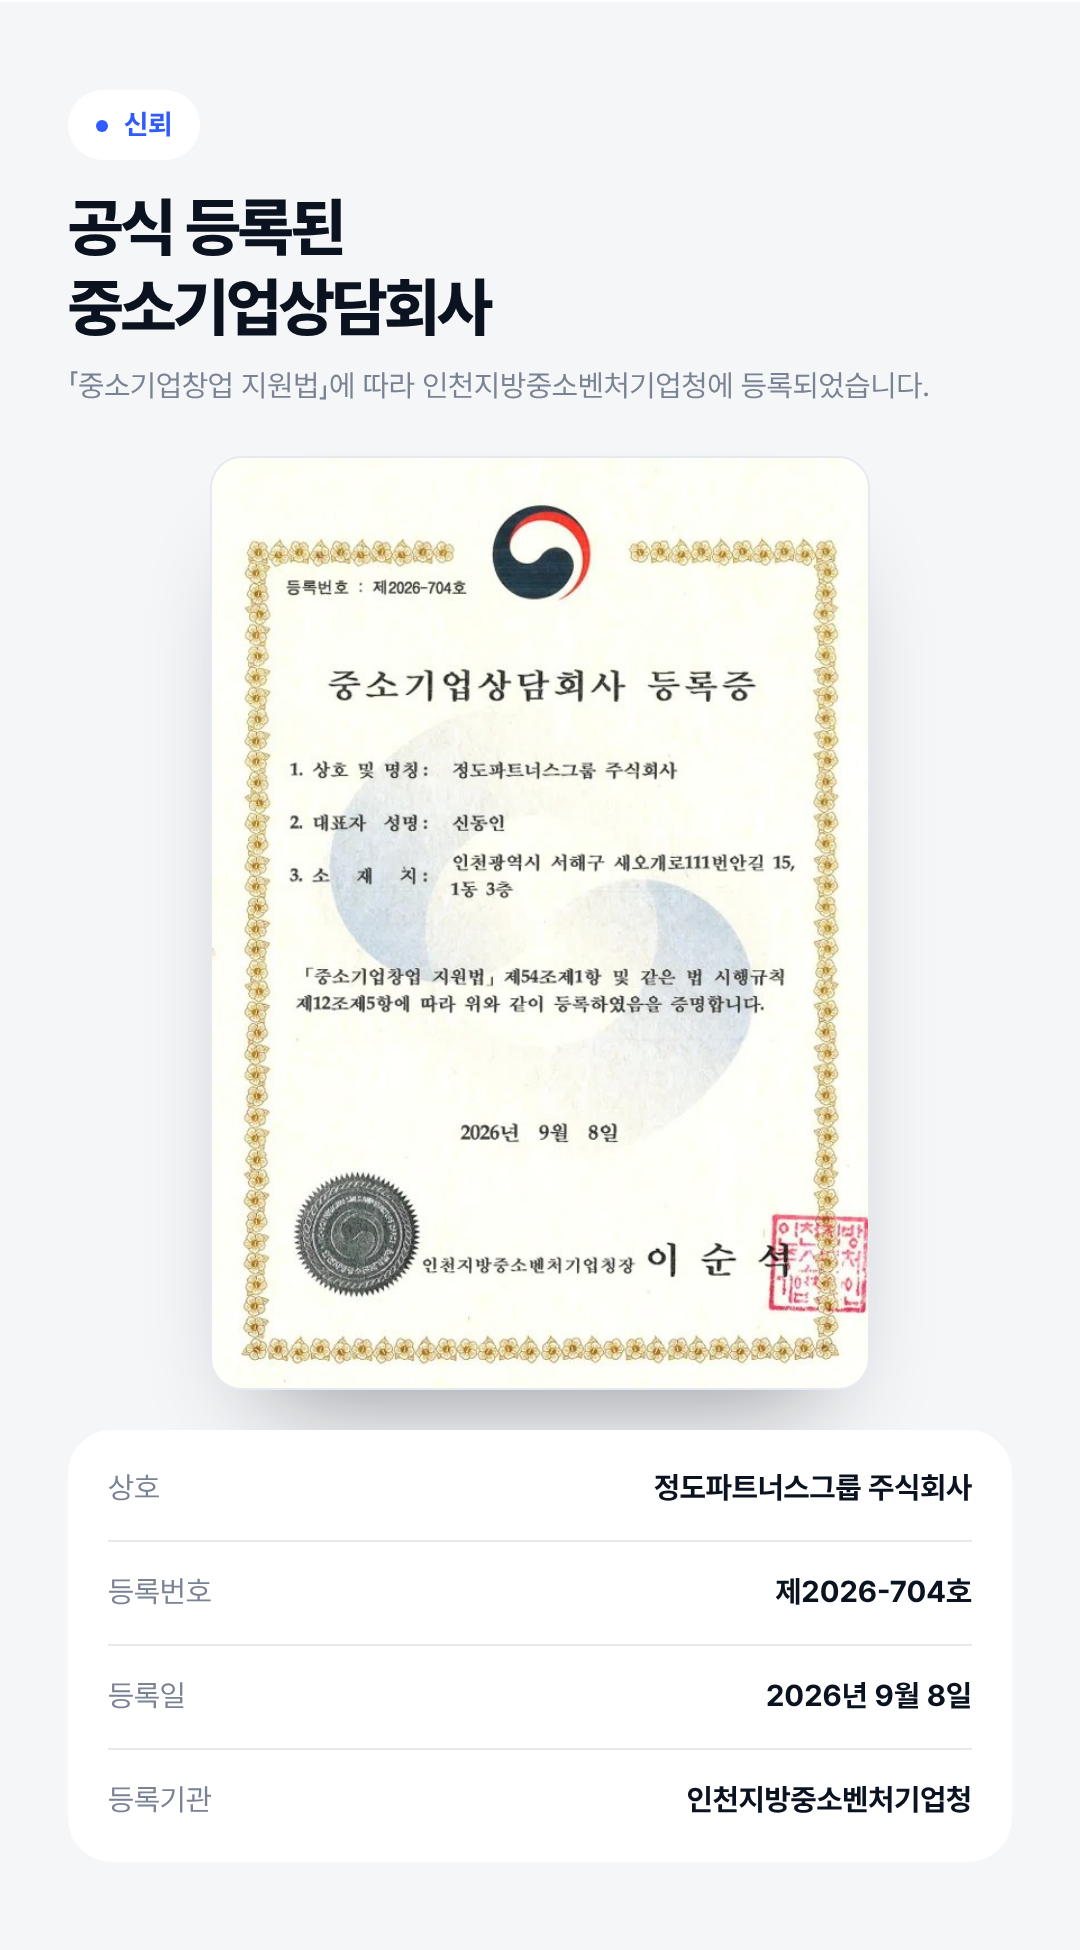 신뢰
공식 등록된
중소기업상담회사
「중소기업창업 지원법」에 따라 인천지방중소벤처기업청에 등록되었습니다.
등록번호 : 제2026-704호
중소기업상담회사 등록증
1. 상호 및 명칭: 정도파트너스그룹 주식회사
2. 대표자 성명: 신동인
3. 소 재 지: 인천광역시 서해구 새오개로111번안길 15,
1동 3층
「중소기업창업 지원법」 제54조제1항 및 같은 법 시행규칙
제12조제5항에 따라 위와 같이 등록하였음을 증명합니다.
2026년 9월 8일
인천지방중소벤처기업청장 이 순 석
상호 정도파트너스그룹 주식회사
등록번호 제2026-704호
등록일 2026년 9월 8일
등록기관 인천지방중소벤처기업청